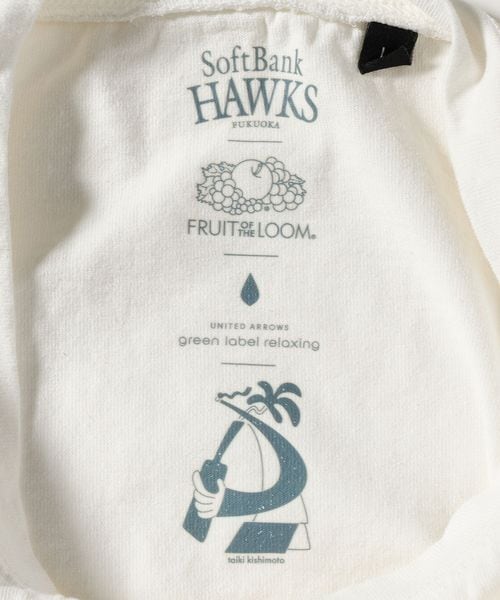 SoftBank
HAWKS
FUKUOKA
FRUIT OF THE LOOM®
UNITED ARROWS
green label relaxing
taiki kishimoto